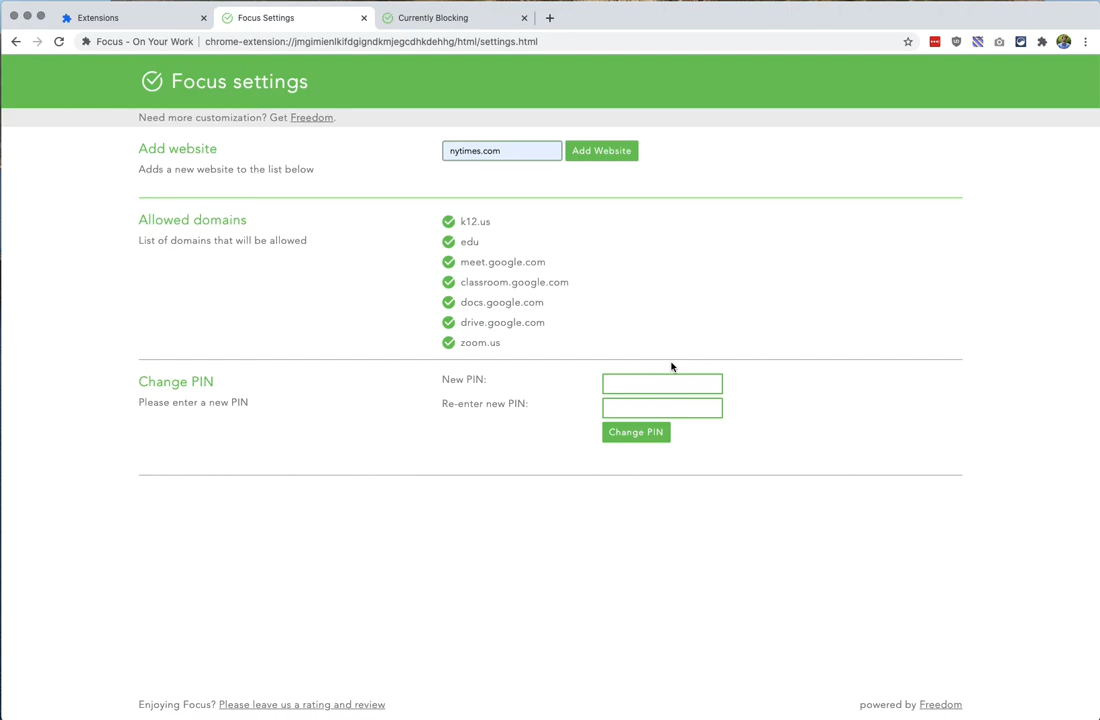 Extensions
Focus Settings
Currently Blocking
Focus - On Your Work
chrome-extension://jmgimienlkifdgigndkmjegcdhkdehhg/html/settings.html
Focus settings
Need more customization? Get Freedom.
Add website
Adds a new website to the list below
nytimes.com
Add Website
Allowed domains
List of domains that will be allowed
k12.us
edu
meet.google.com
classroom.google.com
docs.google.com
drive.google.com
zoom.us
Change PIN
Please enter a new PIN
New PIN:
Re-enter new PIN:
Change PIN
Enjoying Focus? Please leave us a rating and review
powered by Freedom